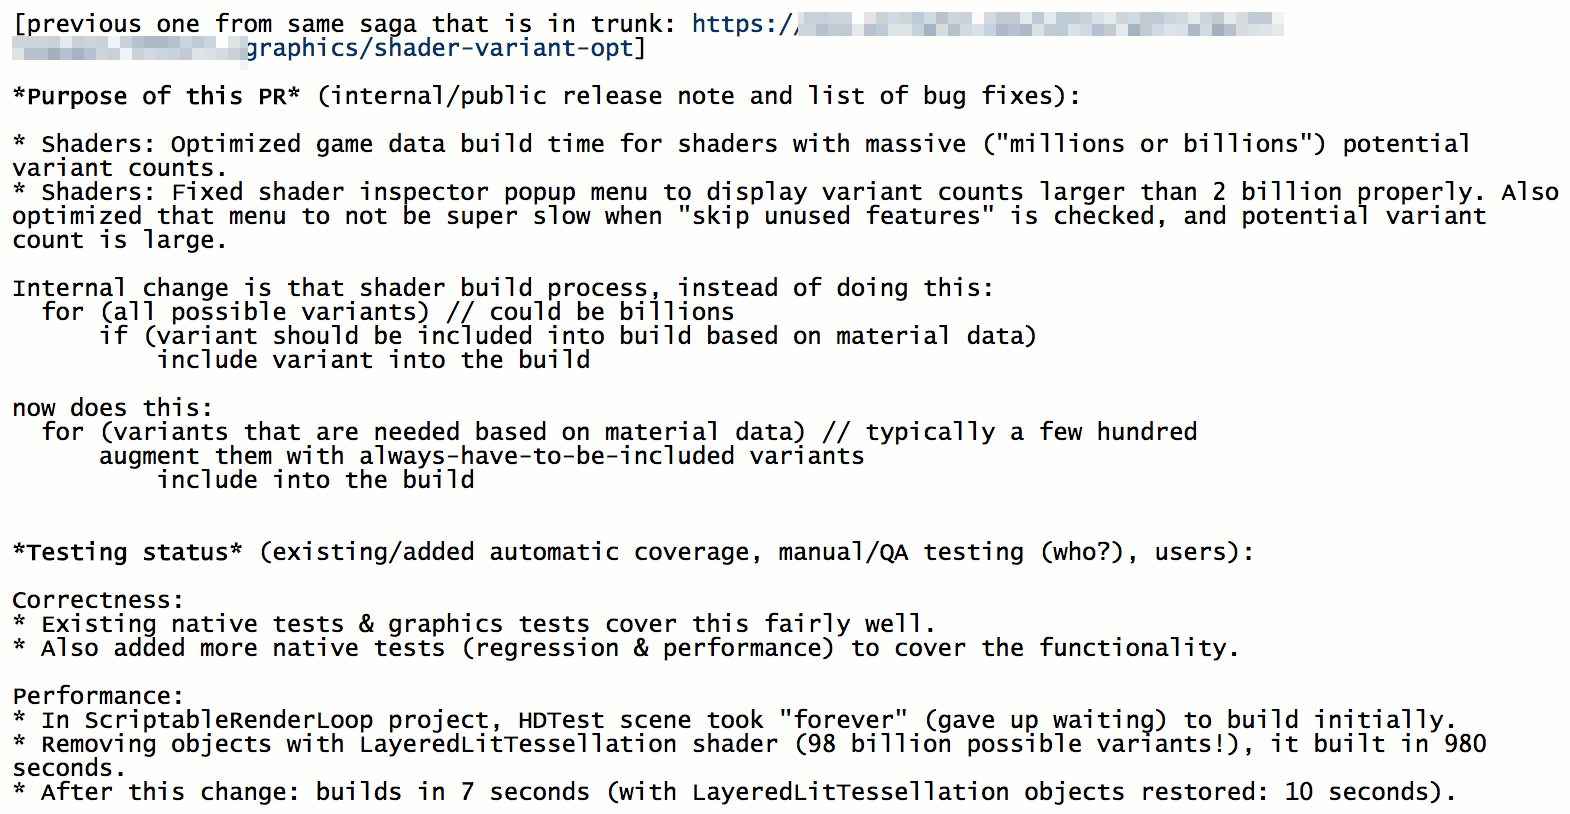 [previous one from same saga that is in trunk: https:/
graphics/shader-variant-opt]
*Purpose of this PR* (internal/public release note and list of bug fixes):
* Shaders: Optimized game data build time for shaders with massive ("millions or billions") potential
variant counts.
* Shaders: Fixed shader inspector popup menu to display variant counts larger than 2 billion properly. Also
optimized that menu to not be super slow when "skip unused features" is checked, and potential variant
count is large.
Internal change is that shader build process, instead of doing this:
for (all possible variants) // could be billions
if (variant should be included into build based on material data)
include variant into the build
now does this:
for (variants that are needed based on material data) // typically a few hundred
augment them with always-have-to-be-included variants
include into the build
*Testing status* (existing/added automatic coverage, manual/QA testing (who?), users):
Correctness:
* Existing native tests & graphics tests cover this fairly well.
* Also added more native tests (regression & performance) to cover the functionality.
Performance:
* In ScriptableRenderLoop project, HDTest scene took "forever" (gave up waiting) to build initially.
* Removing objects with LayeredLitTessellation shader (98 billion possible variants!), it built in 980
seconds.
* After this change: builds in 7 seconds (with LayeredLitTessellation objects restored: 10 seconds).